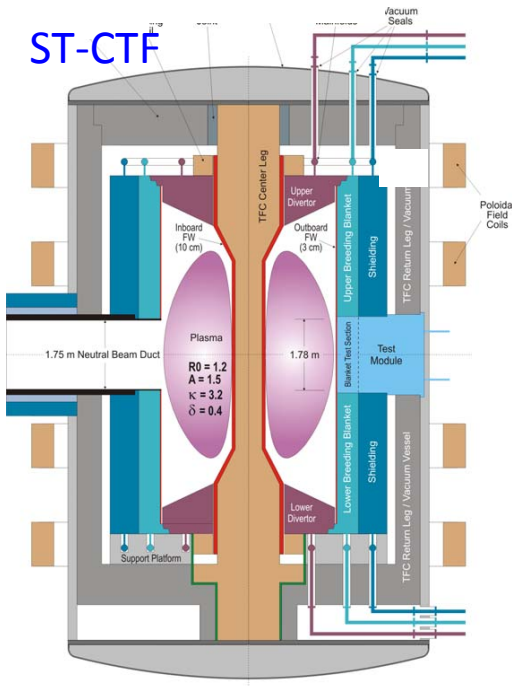 ST-CTF
Vacuum
Seals
TFC Center Leg
Upper
Divertor
Inboard
FW
(10 cm)
Outboard
FW
(3 cm)
Upper Breeding Blanket
Shielding
TFC Return Leg / Vacuum
Poloida
Field
Coils
1.75 m Neutral Beam Duct
Plasma
R0 = 1.2
A = 1.5
κ = 3.2
δ = 0.4
1.78 m
Blanket Test Section
Test
Module
Lower Breeding Blanket
Shielding
TFC Return Leg / Vacuum Vessel
Lower
Divertor
Support Platform